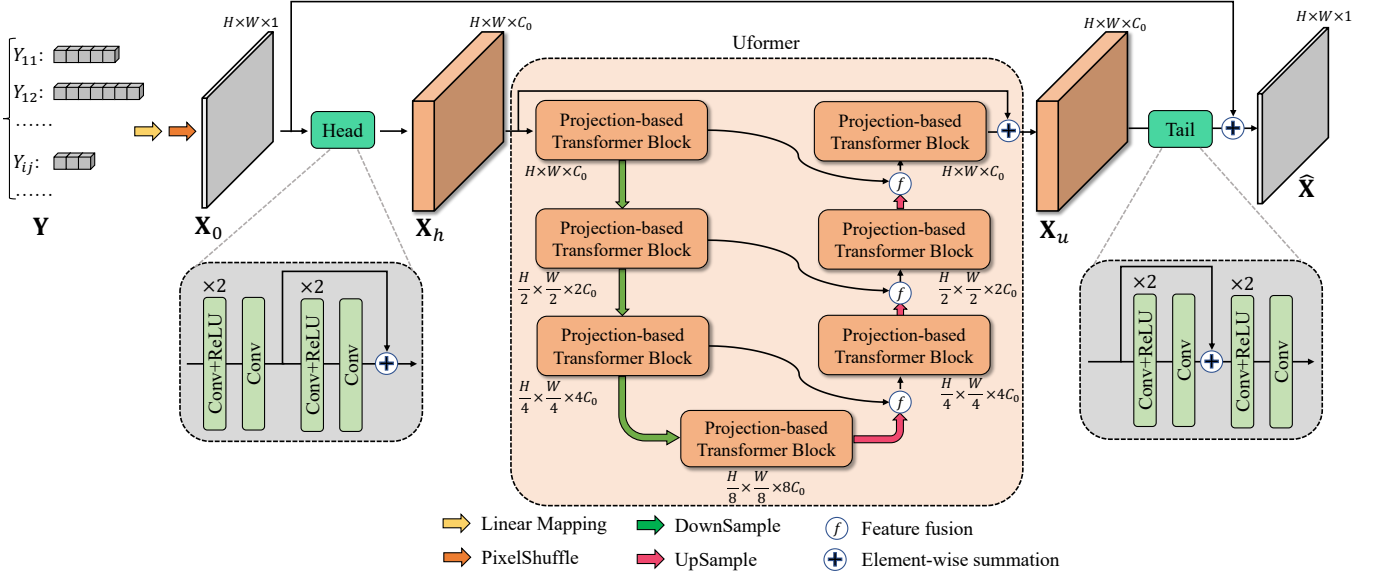 H×W×1
H×W×C₀
Uformer
H×W×C₀
H×W×1
Y₁₁:
Y₁₂:
......
Yᵢⱼ:
......
Y
X₀
Head
X_h
Projection-based
Transformer Block
H×W×C₀
Projection-based
Transformer Block
H/2 × W/2 ×2C₀
Projection-based
Transformer Block
H/4 × W/4 ×4C₀
Projection-based
Transformer Block
H/8 × W/8 ×8C₀
f
Projection-based
Transformer Block
H/4 × W/4 ×4C₀
f
Projection-based
Transformer Block
H/2 × W/2 ×2C₀
f
Projection-based
Transformer Block
H×W×C₀
X_u
Tail
X̂
×2
Conv+ReLU
Conv
×2
Conv+ReLU
Conv
×2
Conv+ReLU
Conv
×2
Conv+ReLU
Conv
Linear Mapping
PixelShuffle
DownSample
UpSample
f
Feature fusion
Element-wise summation